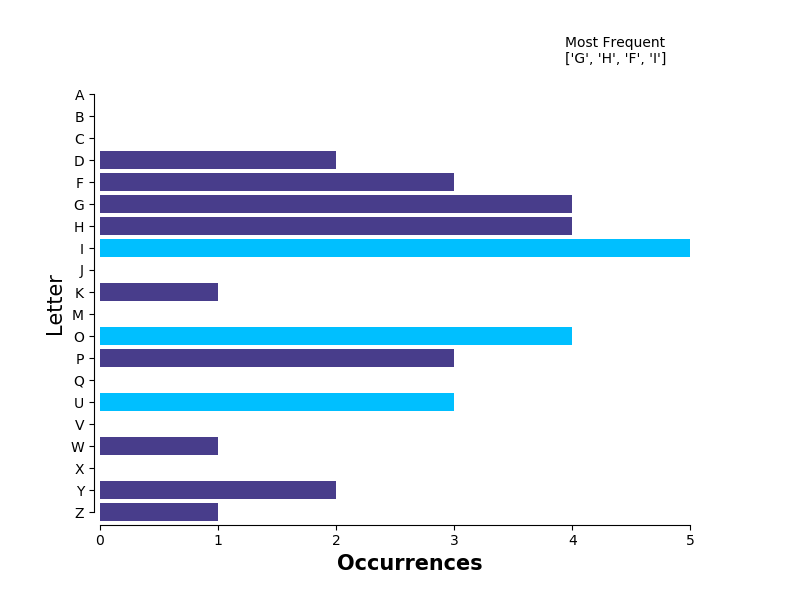 Most Frequent
['G', 'H', 'F', 'I']
A
B
C
D
F
G
H
I
J
K
M
O
P
Q
U
V
W
X
Y
Z
Letter
0 1 2 3 4 5
Occurrences